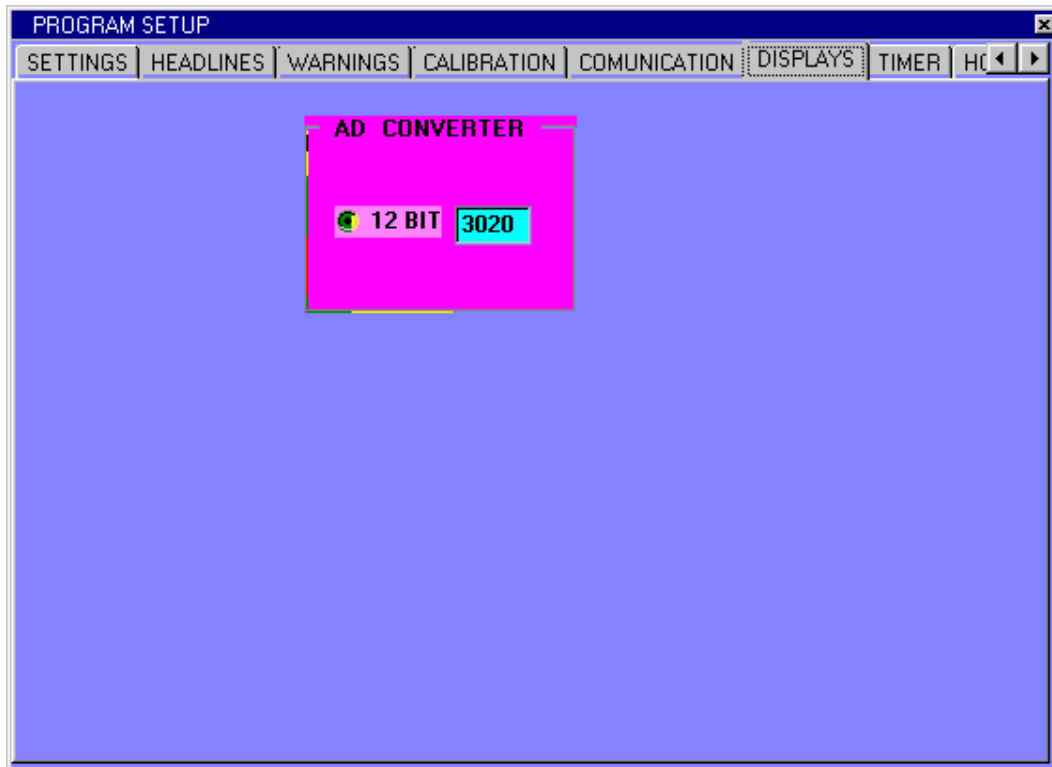 PROGRAM SETUP
SETTINGS HEADLINES WARNINGS CALIBRATION COMUNICATION DISPLAYS TIMER
AD CONVERTER
12 BIT 3020